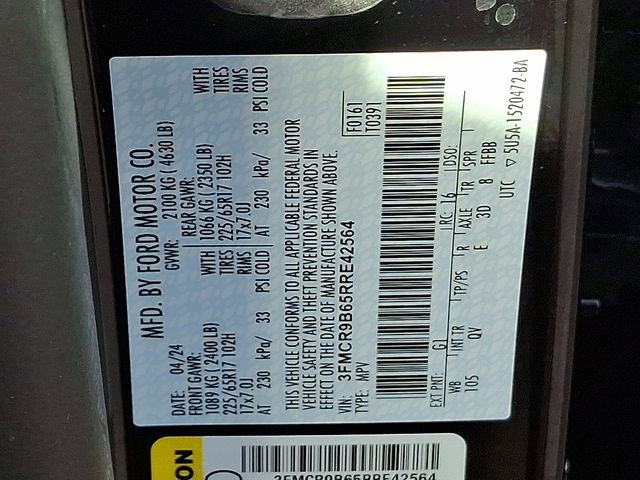 MFD. BY FORD MOTOR CO.
DATE: 04/24 GVWR: 2100 KG ( 4630 LB)
FRONT GAWR: REAR GAWR:
1089 KG ( 2400 LB) 1066 KG ( 2350 LB) WITH
225/65R17 102H TIRES 225/65R17 102H TIRES
17x7.0J RIMS 17x7.0J RIMS
AT 230 kPa/ 33 PSI COLD AT 230 kPa/ 33 PSI COLD
WITH
THIS VEHICLE CONFORMS TO ALL APPLICABLE FEDERAL MOTOR
VEHICLE SAFETY AND THEFT PREVENTION STANDARDS IN
EFFECT ON THE DATE OF MANUFACTURE SHOWN ABOVE.
VIN: 3FMCR9B65RRE42564 F0161
TYPE: MPV T0391
EXT PNT: G1 RC: 16 DSO:
WB INT TR TP/PS R AXLE TR SPR
105 QV E 3D 8 FFBB
UTC ▽ 5U5A-1520472-BA
ON
3FMCR9B65RRE42564